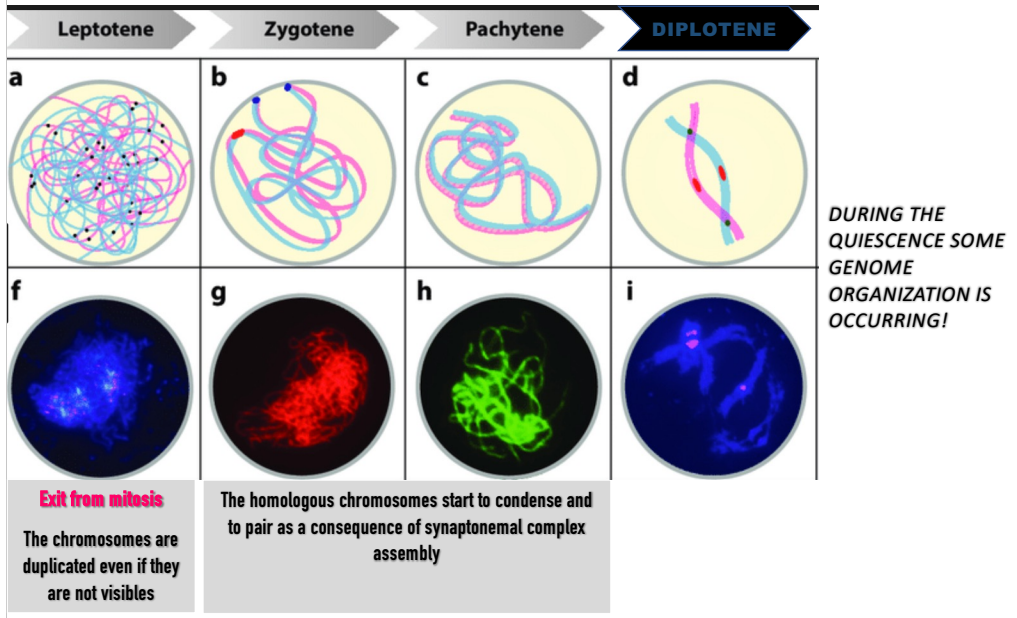 Leptotene
Zygotene
Pachytene
DIPLOTENE
a
b
c
d
DURING THE
QUIESCENCE SOME
GENOME
ORGANIZATION IS
OCCURRING!
f
g
h
i
Exit from mitosis
The chromosomes are
duplicated even if they
are not visibles
The homologous chromosomes start to condense and
to pair as a consequence of synaptonemal complex
assembly